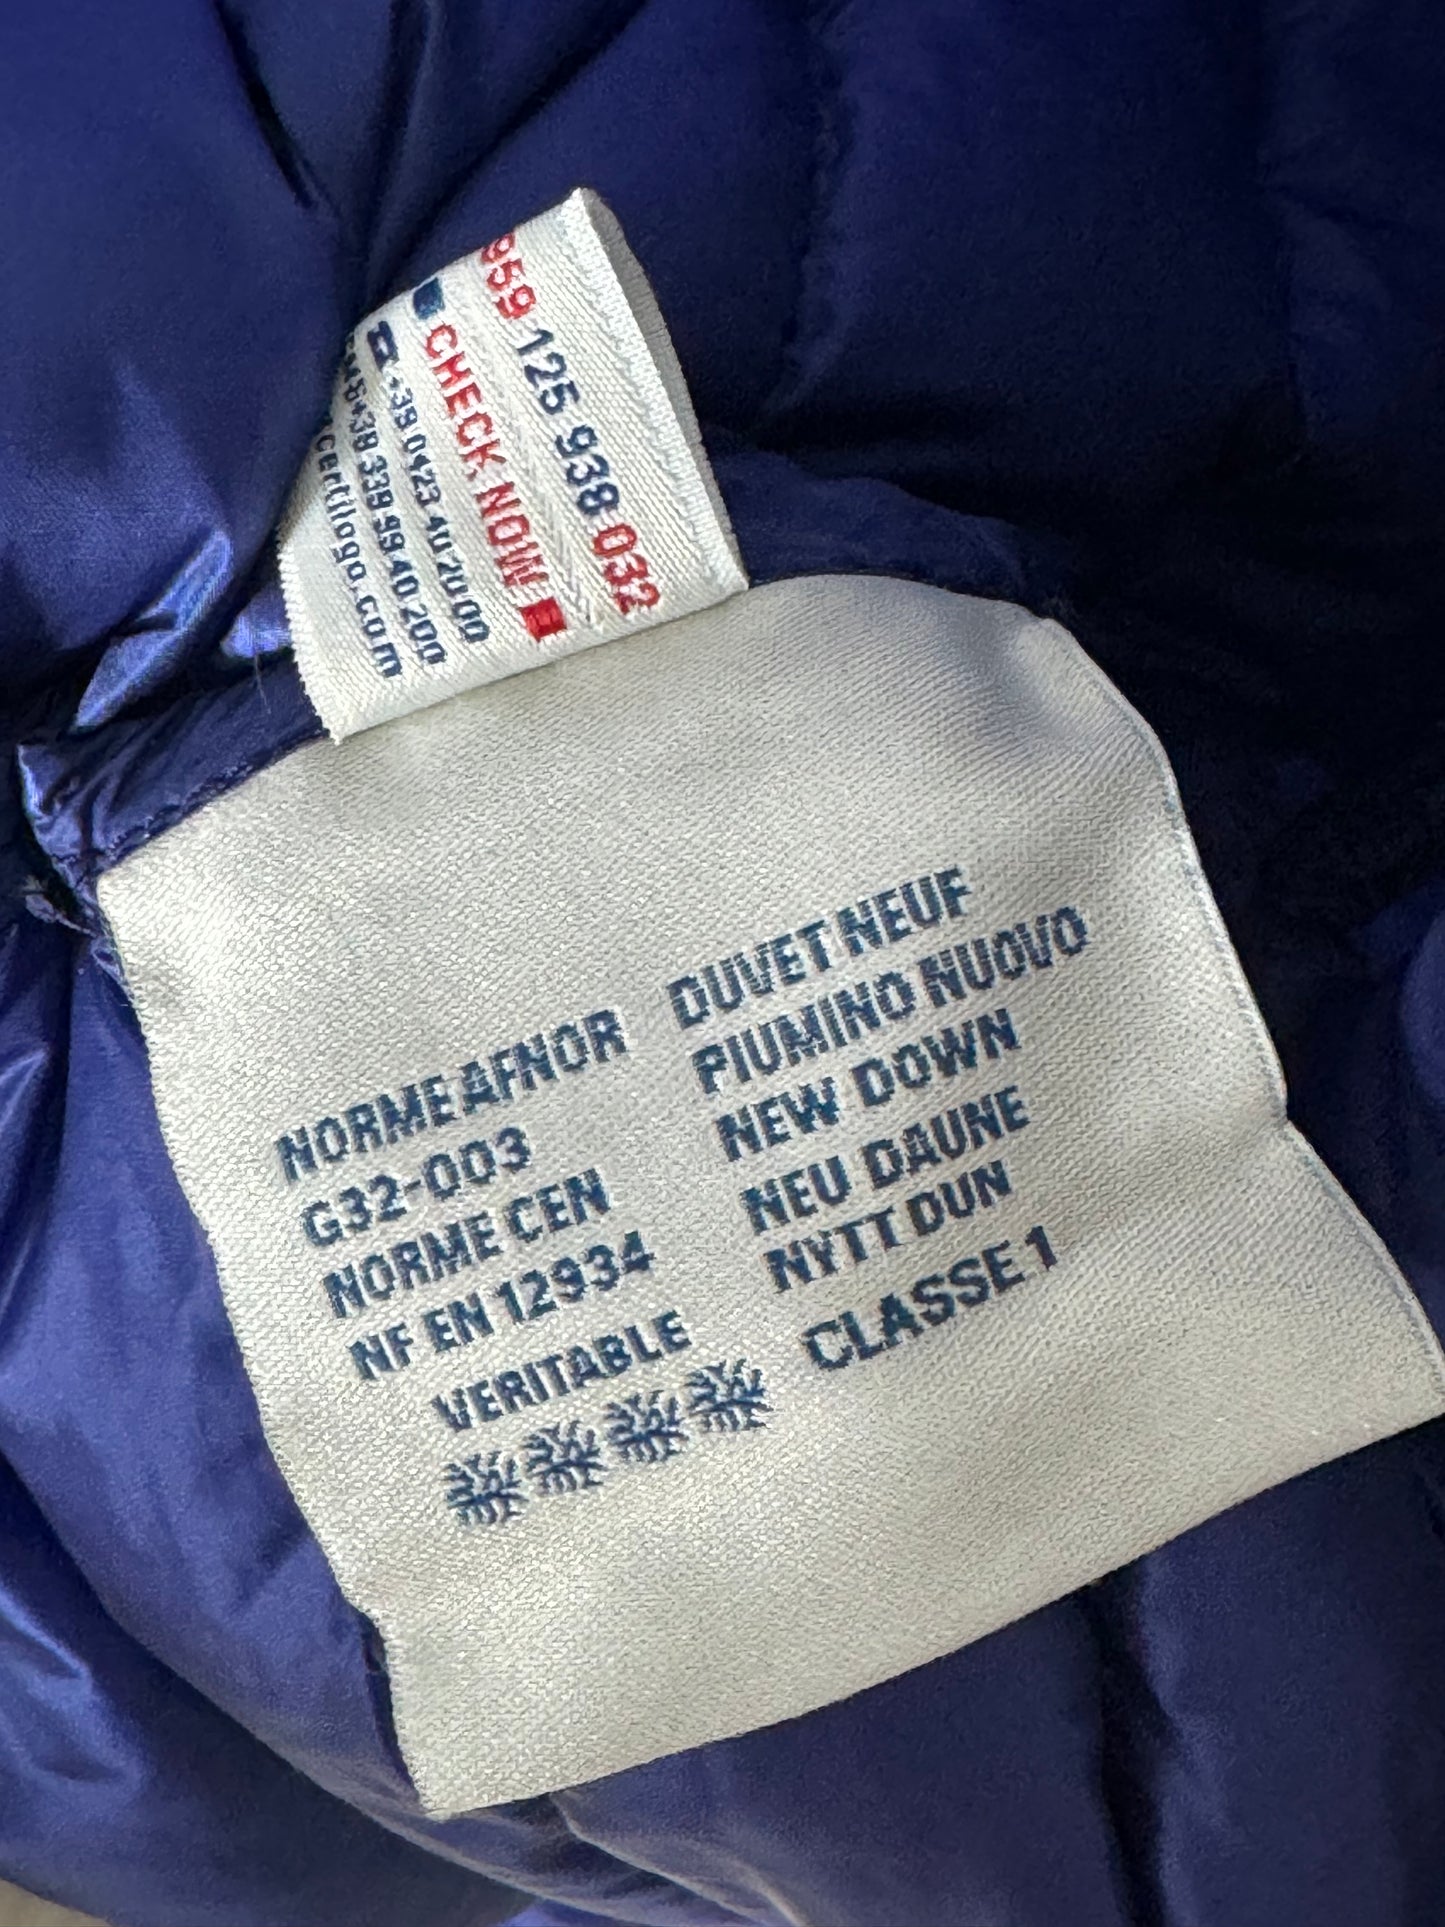 959 125 938 032
CHECK NOW
+39 0423 40 20 00
+39 339 99 40 200
certilogo.com
NORME AFNOR
G32-003
NORME CEN
NF EN 12934
VERITABLE
DUVET NEUF
PIUMINO NUOVO
NEW DOWN
NEU DAUNE
NYTT DUN
CLASSE 1